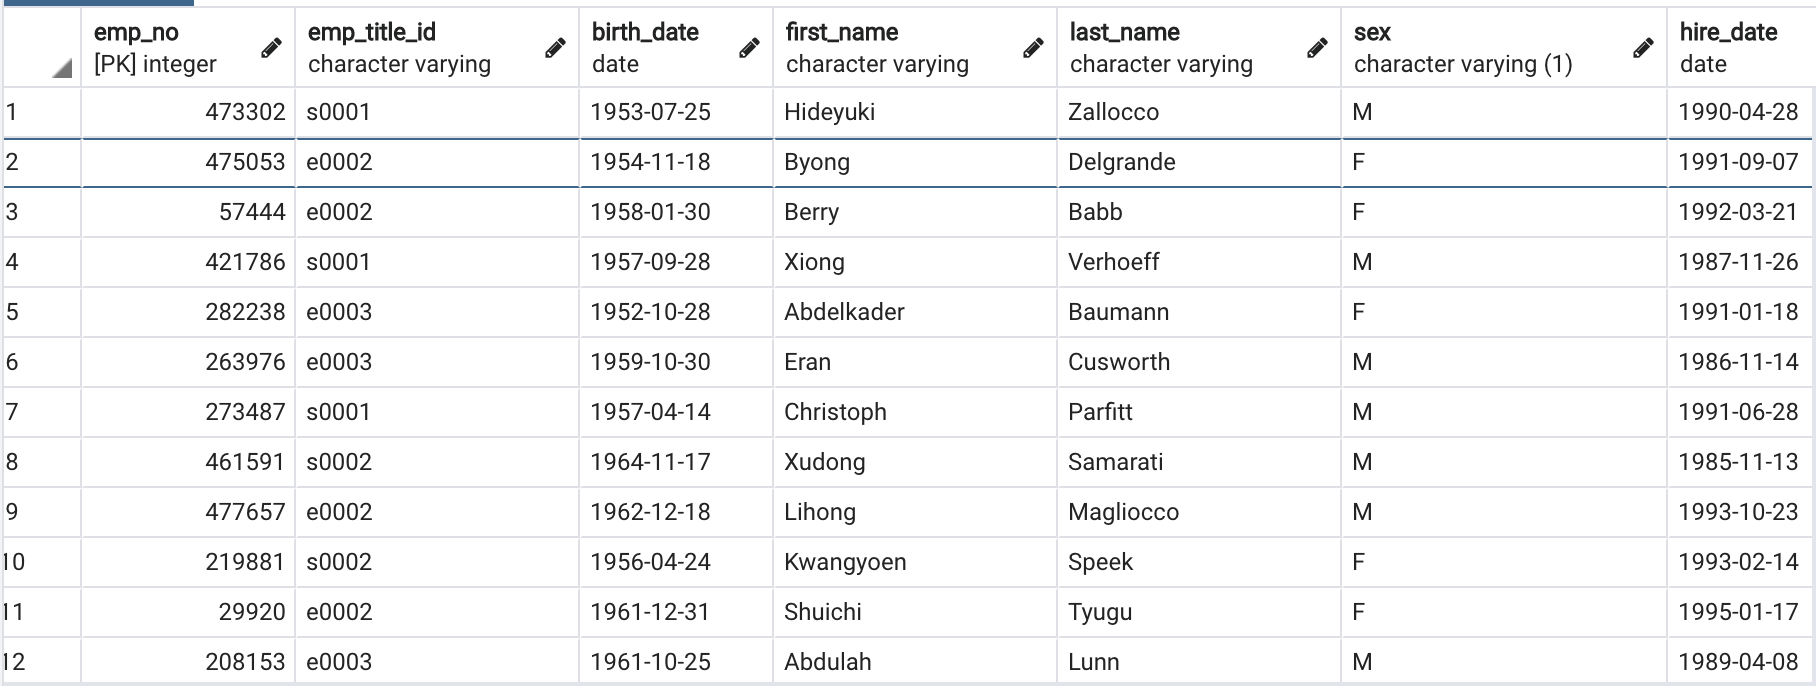 emp_no emp_title_id birth_date first_name last_name sex hire_date
[PK] integer character varying date character varying character varying character varying (1) date
1 473302 s0001 1953-07-25 Hideyuki Zallocco M 1990-04-28
2 475053 e0002 1954-11-18 Byong Delgrande F 1991-09-07
3 57444 e0002 1958-01-30 Berry Babb F 1992-03-21
4 421786 s0001 1957-09-28 Xiong Verhoeff M 1987-11-26
5 282238 e0003 1952-10-28 Abdelkader Baumann F 1991-01-18
6 263976 e0003 1959-10-30 Eran Cusworth M 1986-11-14
7 273487 s0001 1957-04-14 Christoph Parfitt M 1991-06-28
8 461591 s0002 1964-11-17 Xudong Samarati M 1985-11-13
9 477657 e0002 1962-12-18 Lihong Magliocco M 1993-10-23
10 219881 s0002 1956-04-24 Kwangyoen Speek F 1993-02-14
11 29920 e0002 1961-12-31 Shuichi Tyugu F 1995-01-17
12 208153 e0003 1961-10-25 Abdulah Lunn M 1989-04-08